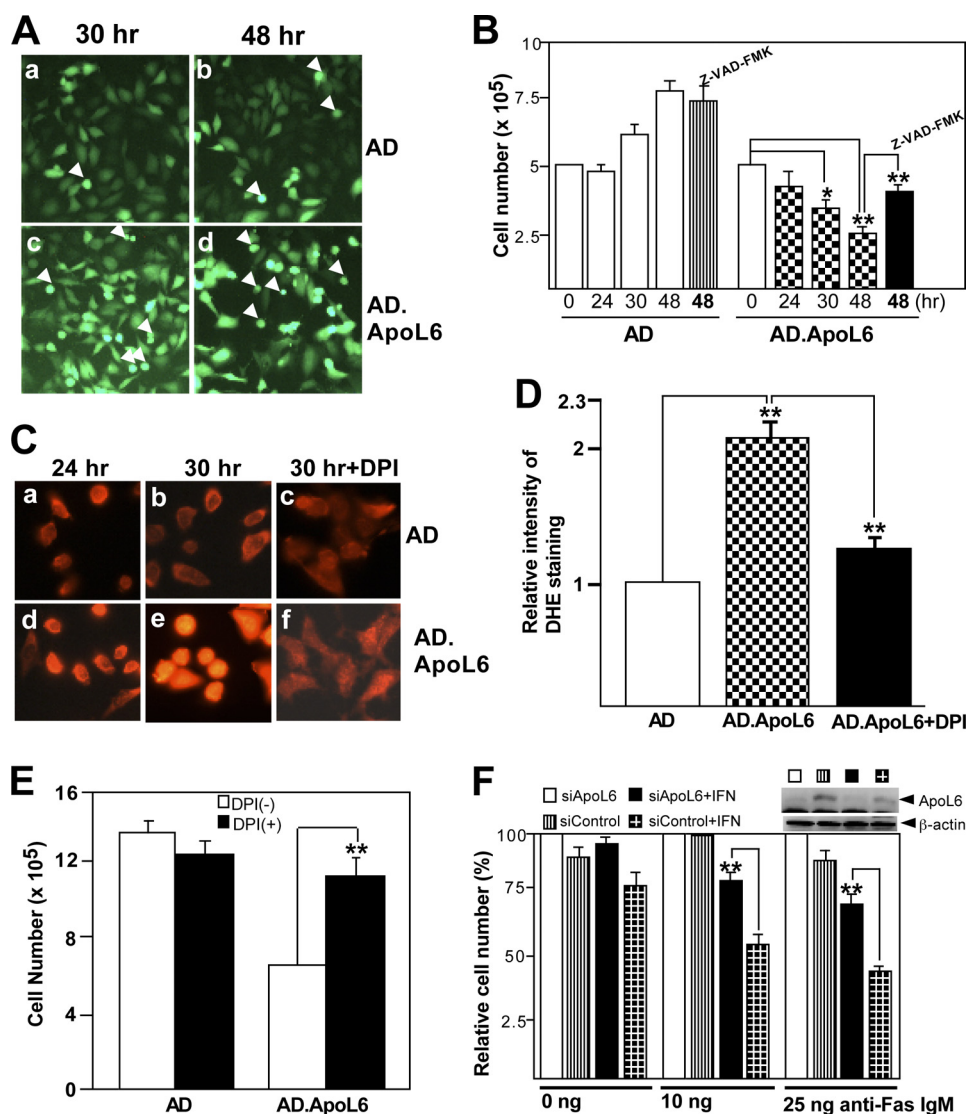 A
30 hr 48 hr
a b
AD
c d
AD.
ApoL6
B
Cell number (x 10⁵)
10
7.5
5
2.5
Z-VAD-FMK
Z-VAD-FMK
* ** **
0 24 30 48 48 0 24 30 48 48 (hr)
AD AD.ApoL6
C
24 hr 30 hr 30 hr+DPI
a b c
AD
d e f
AD.
ApoL6
D
Relative intensity of
DHE staining
2.3
2
1
** **
AD AD.ApoL6 AD.ApoL6+DPI
E
Cell Number (x 10⁵)
16
12
8
4
0
DPI(-)
DPI(+)
**
AD AD.ApoL6
F
siApoL6 siApoL6+IFN
siControl siControl+IFN
ApoL6
β-actin
Relative cell number (%)
100
75
50
2.5
** **
0 ng 10 ng 25 ng anti-Fas IgM